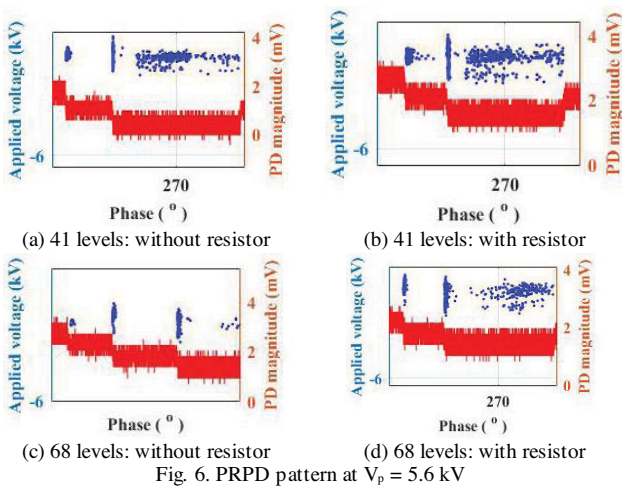 Applied voltage (kV)
-6
4
2
0
PD magnitude (mV)
270
Phase ( ° )
(a) 41 levels: without resistor
Applied voltage (kV)
-6
4
2
0
PD magnitude (mV)
270
Phase ( ° )
(b) 41 levels: with resistor
Applied voltage (kV)
-6
4
2
0
PD magnitude (mV)
Phase ( ° )
(c) 68 levels: without resistor
Applied voltage (kV)
-6
4
2
0
PD magnitude (mV)
270
Phase ( ° )
(d) 68 levels: with resistor
Fig. 6. PRPD pattern at Vₚ = 5.6 kV